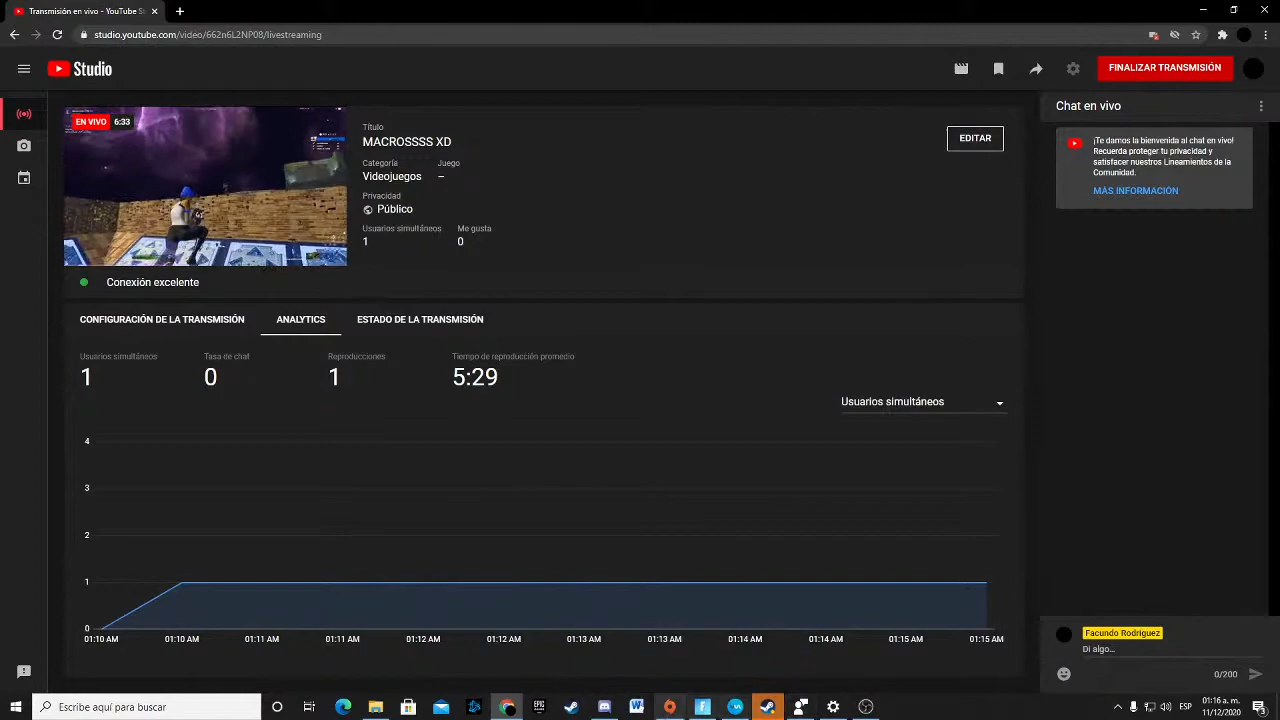 Transmisión en vivo - YouTube St
studio.youtube.com/video/662n6L2NP08/livestreaming
Studio
FINALIZAR TRANSMISIÓN
EN VIVO 6:33
Título
MACROSSSS XD
EDITAR
Categoría Juego
Videojuegos –
Privacidad
Público
Usuarios simultáneos Me gusta
1 0
Conexión excelente
CONFIGURACIÓN DE LA TRANSMISIÓN ANALYTICS ESTADO DE LA TRANSMISIÓN
Usuarios simultáneos Tasa de chat Reproducciones Tiempo de reproducción promedio
1 0 1 5:29
Usuarios simultáneos
4
3
2
1
0
01:10 AM 01:10 AM 01:11 AM 01:11 AM 01:12 AM 01:12 AM 01:13 AM 01:13 AM 01:14 AM 01:14 AM 01:15 AM 01:15 AM
Chat en vivo
¡Te damos la bienvenida al chat en vivo!
Recuerda proteger tu privacidad y
satisfacer nuestros Lineamientos de la
Comunidad.
MÁS INFORMACIÓN
Facundo Rodríguez
Di algo...
0/200
Escribe aquí para buscar
ESP
01:16 a. m.
11/12/2020